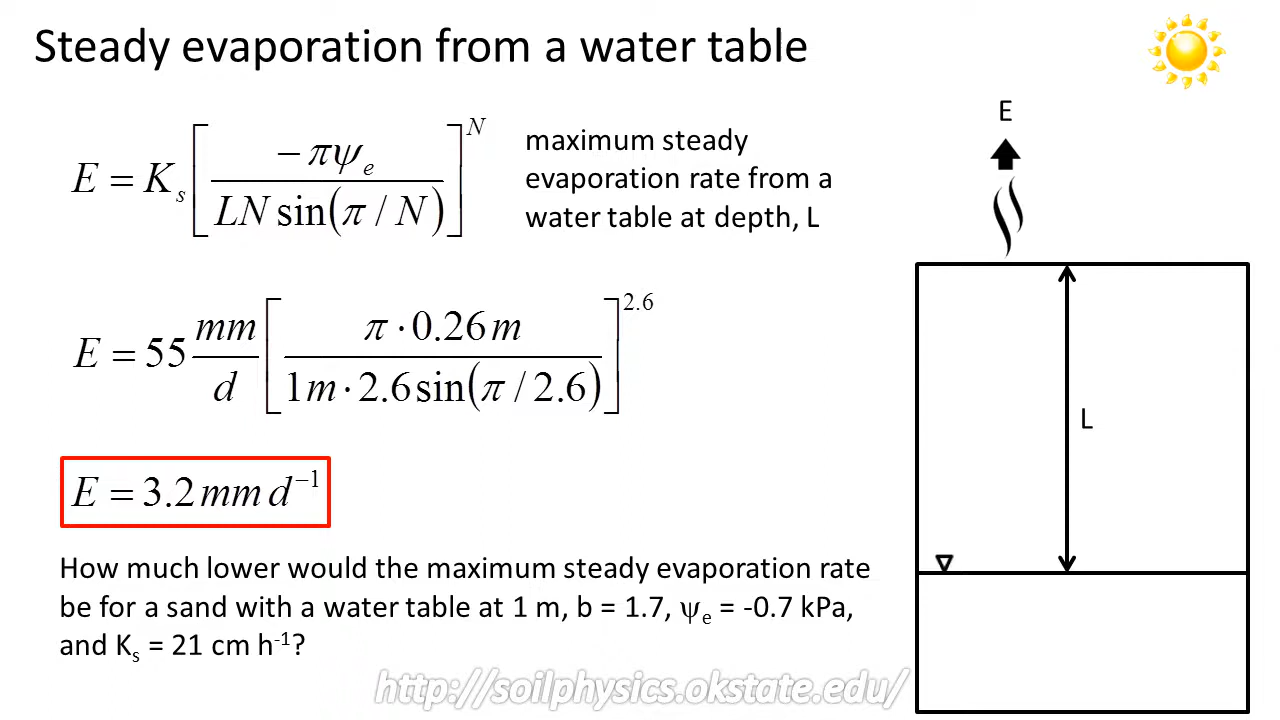 Steady evaporation from a water table
E
E = K_s [ −πψ_e / LN sin(π / N) ]^N
maximum steady
evaporation rate from a
water table at depth, L
E = 55 mm/d [ π · 0.26 m / 1 m · 2.6 sin(π / 2.6) ]^2.6
L
E = 3.2 mm d^−1
How much lower would the maximum steady evaporation rate
be for a sand with a water table at 1 m, b = 1.7, ψ_e = -0.7 kPa,
and K_s = 21 cm h^-1?
http://soilphysics.okstate.edu/